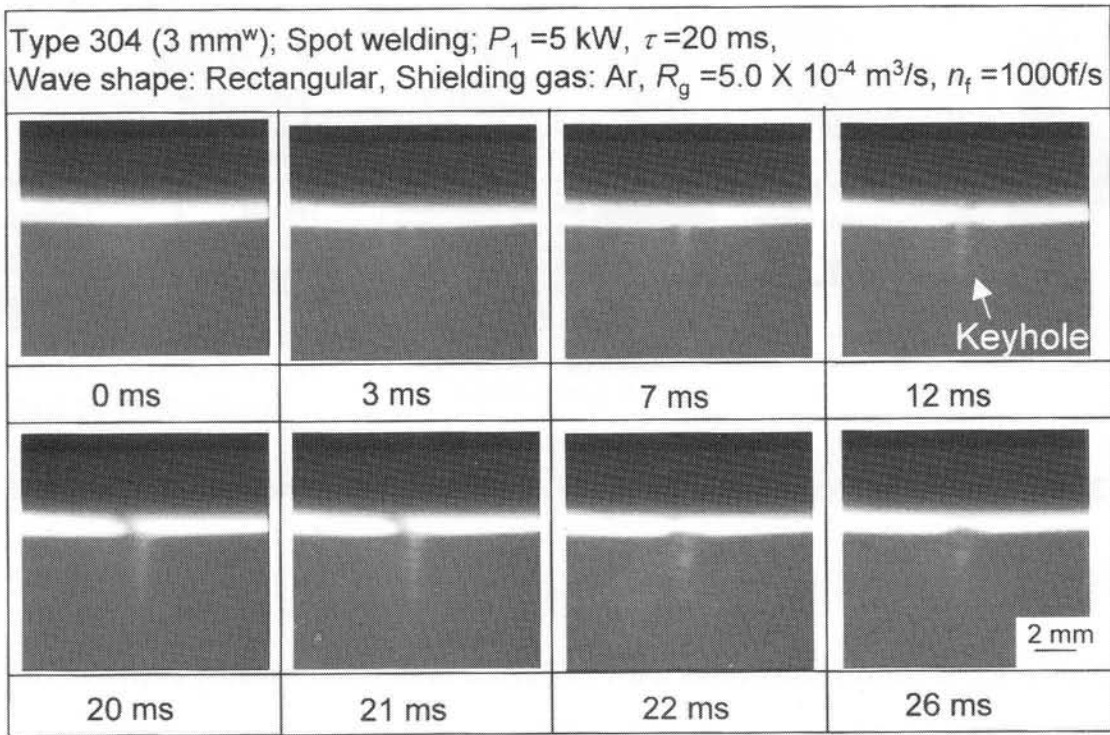 Type 304 (3 mmʷ); Spot welding; P₁ =5 kW, τ =20 ms,
Wave shape: Rectangular, Shielding gas: Ar, Rg =5.0 X 10⁻⁴ m³/s, nf =1000f/s
Keyhole
0 ms 3 ms 7 ms 12 ms
2 mm
20 ms 21 ms 22 ms 26 ms